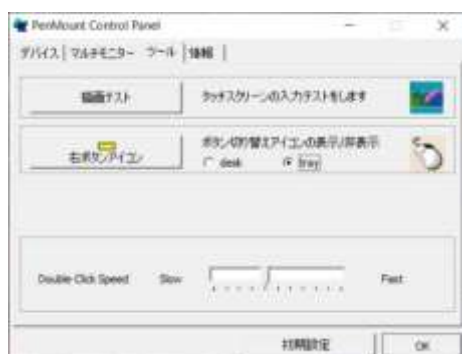 PenMount Control Panel
デバイス マルチモニター ツール 情報
描画テスト
タッチスクリーンの入力テストをします
右ボタンアイコン
ボタン切り替えアイコンの表示/非表示
desk tray
Double Click Speed Slow Fast
初期設定 OK